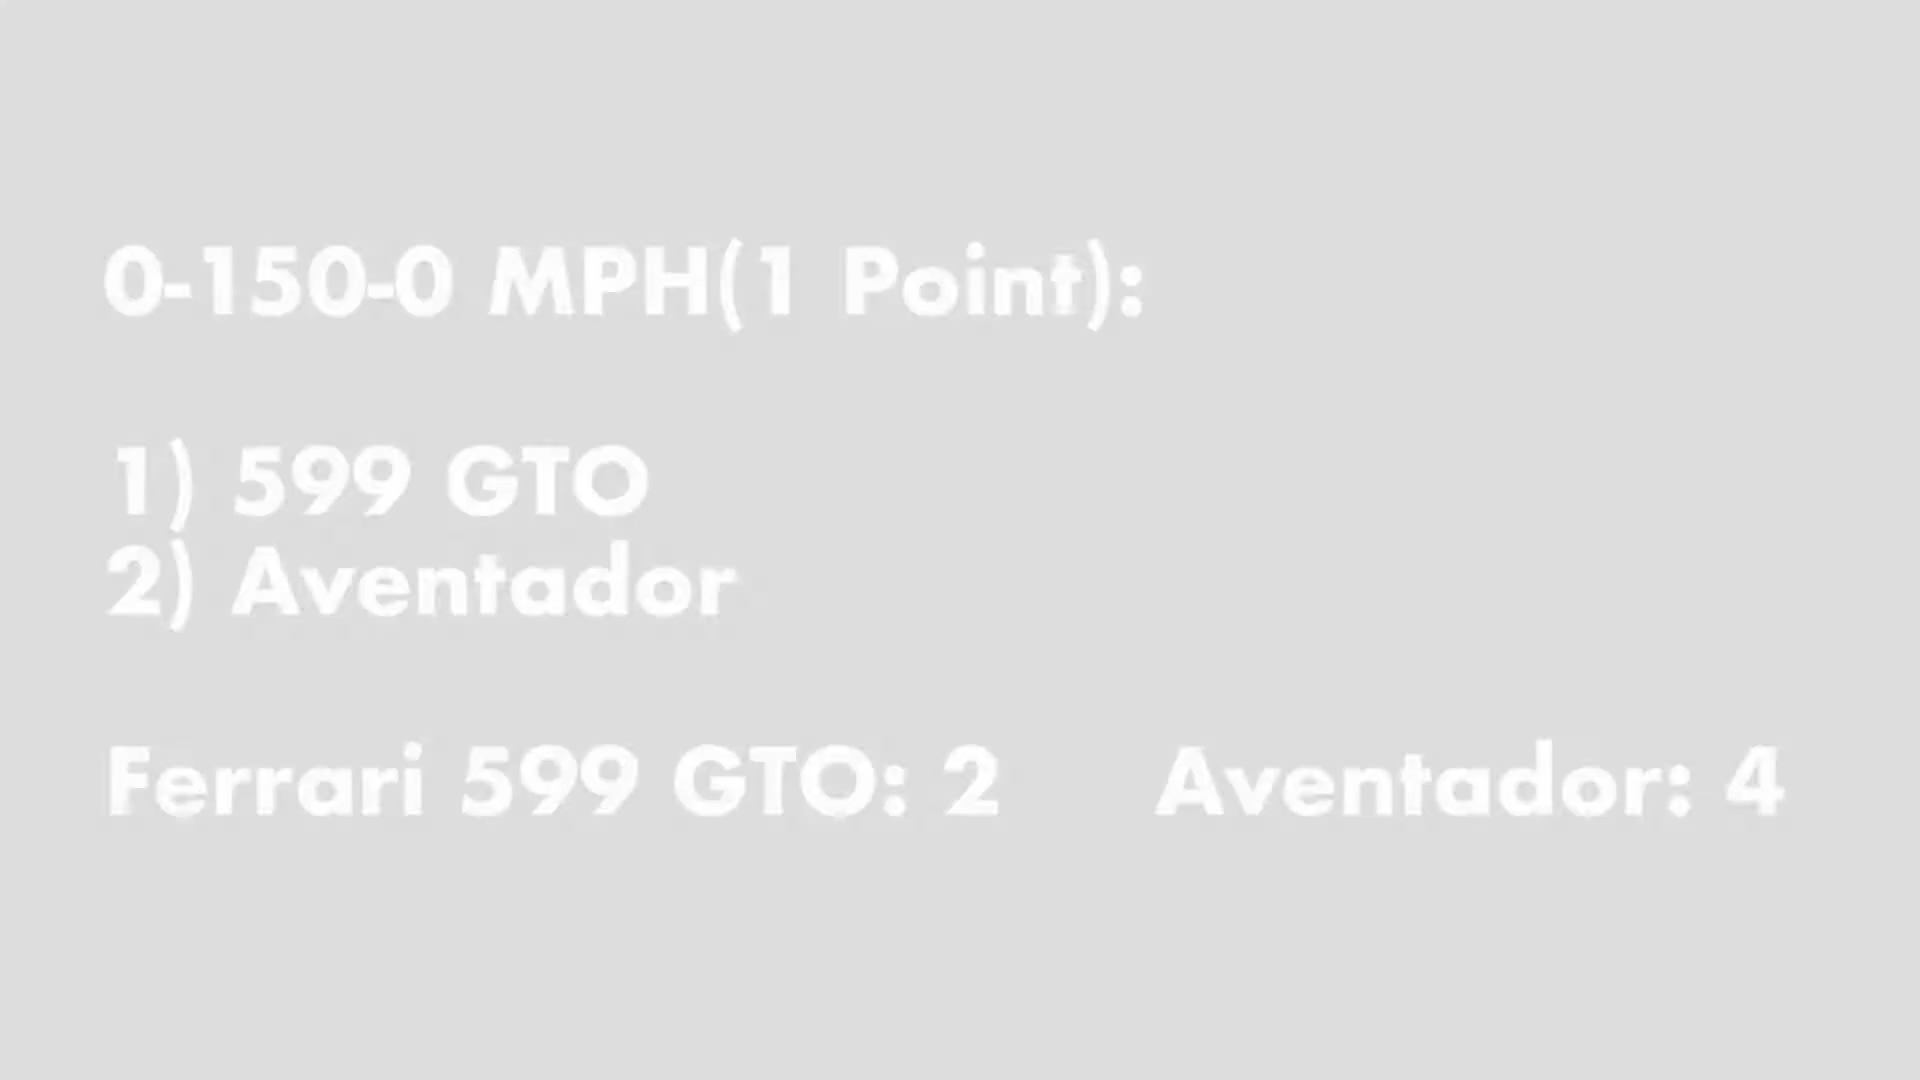 0-150-0 MPH(1 Point):
1) 599 GTO
2) Aventador
Ferrari 599 GTO: 2 Aventador: 4